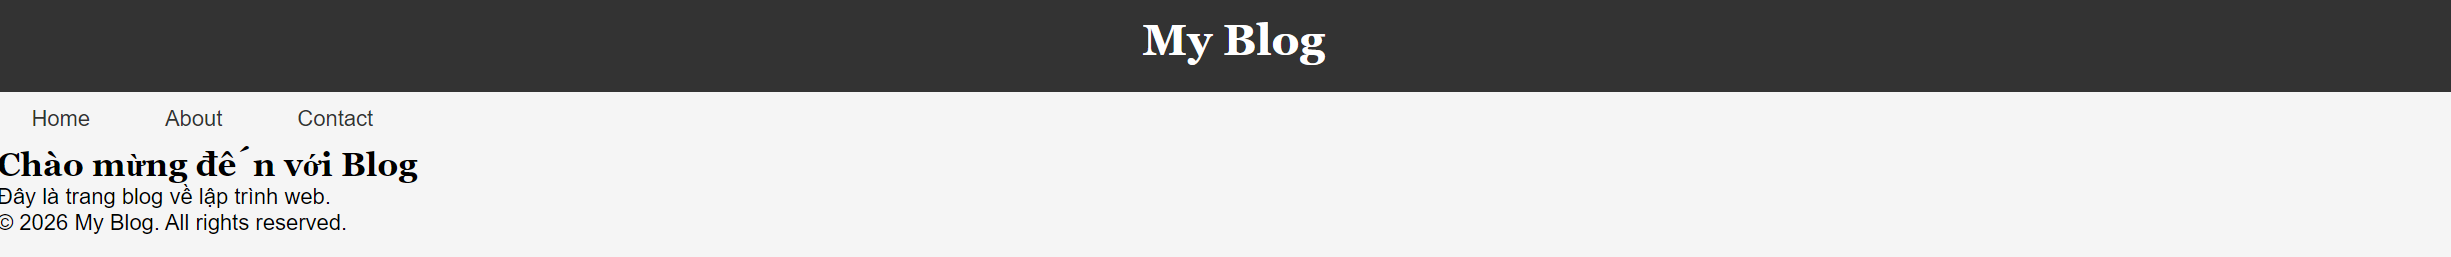 My Blog
Home About Contact
Chào mừng đến với Blog
Đây là trang blog về lập trình web.
© 2026 My Blog. All rights reserved.